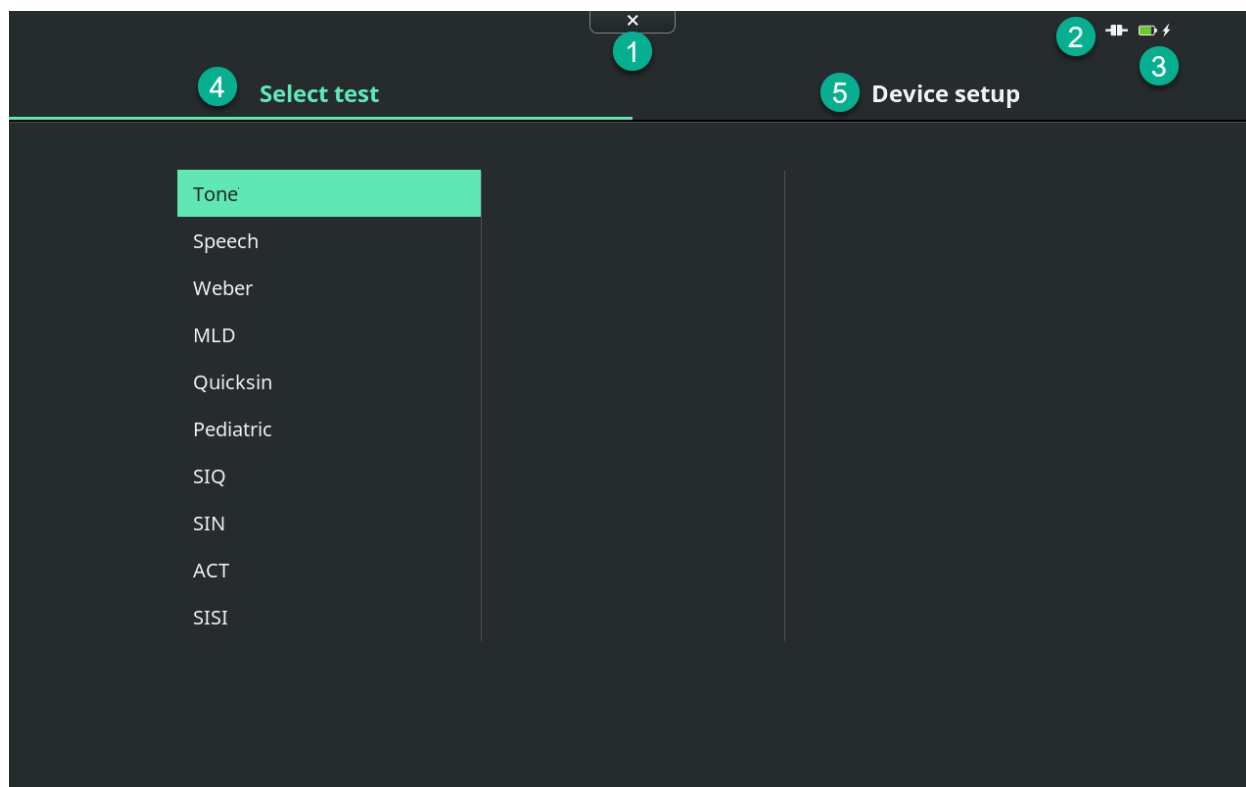 ×
1
2
3
4 Select test
5 Device setup
Tone
Speech
Weber
MLD
Quicksin
Pediatric
SIQ
SIN
ACT
SISI